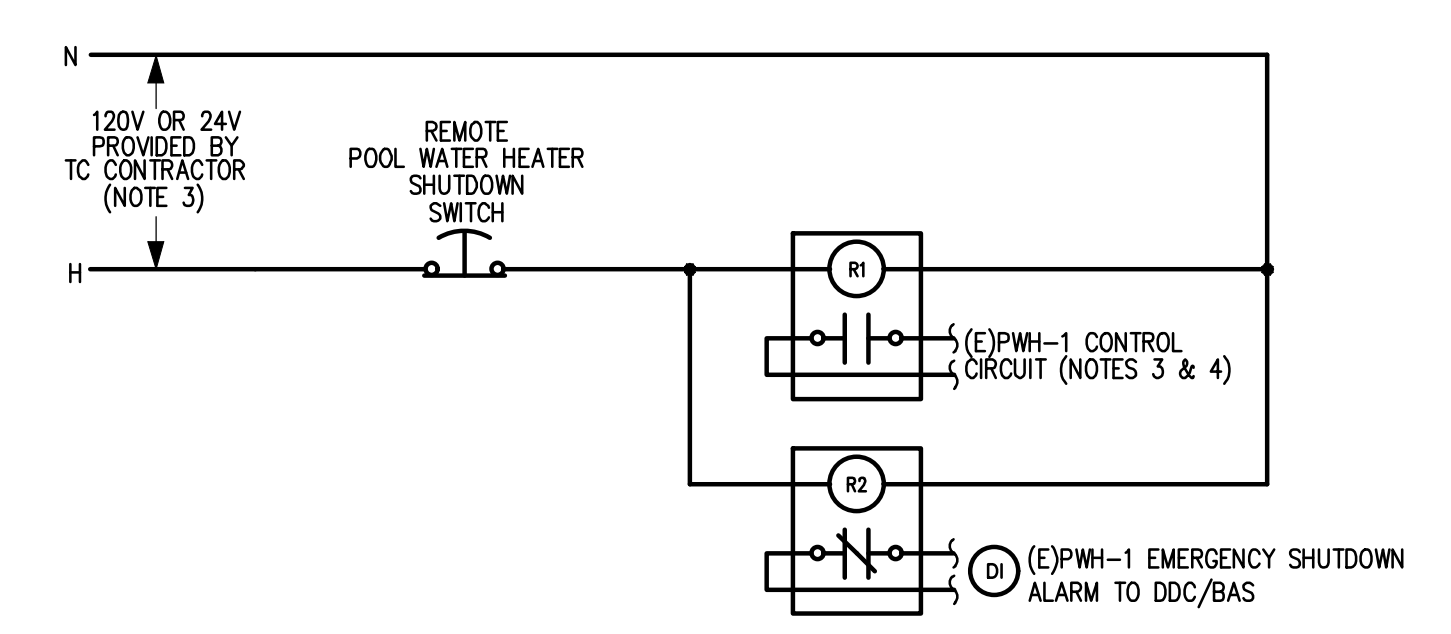 N
120V OR 24V
PROVIDED BY
TC CONTRACTOR
(NOTE 3)
H
REMOTE
POOL WATER HEATER
SHUTDOWN
SWITCH
R1
(E)PWH-1 CONTROL
CIRCUIT (NOTES 3 & 4)
R2
DI
(E)PWH-1 EMERGENCY SHUTDOWN
ALARM TO DDC/BAS